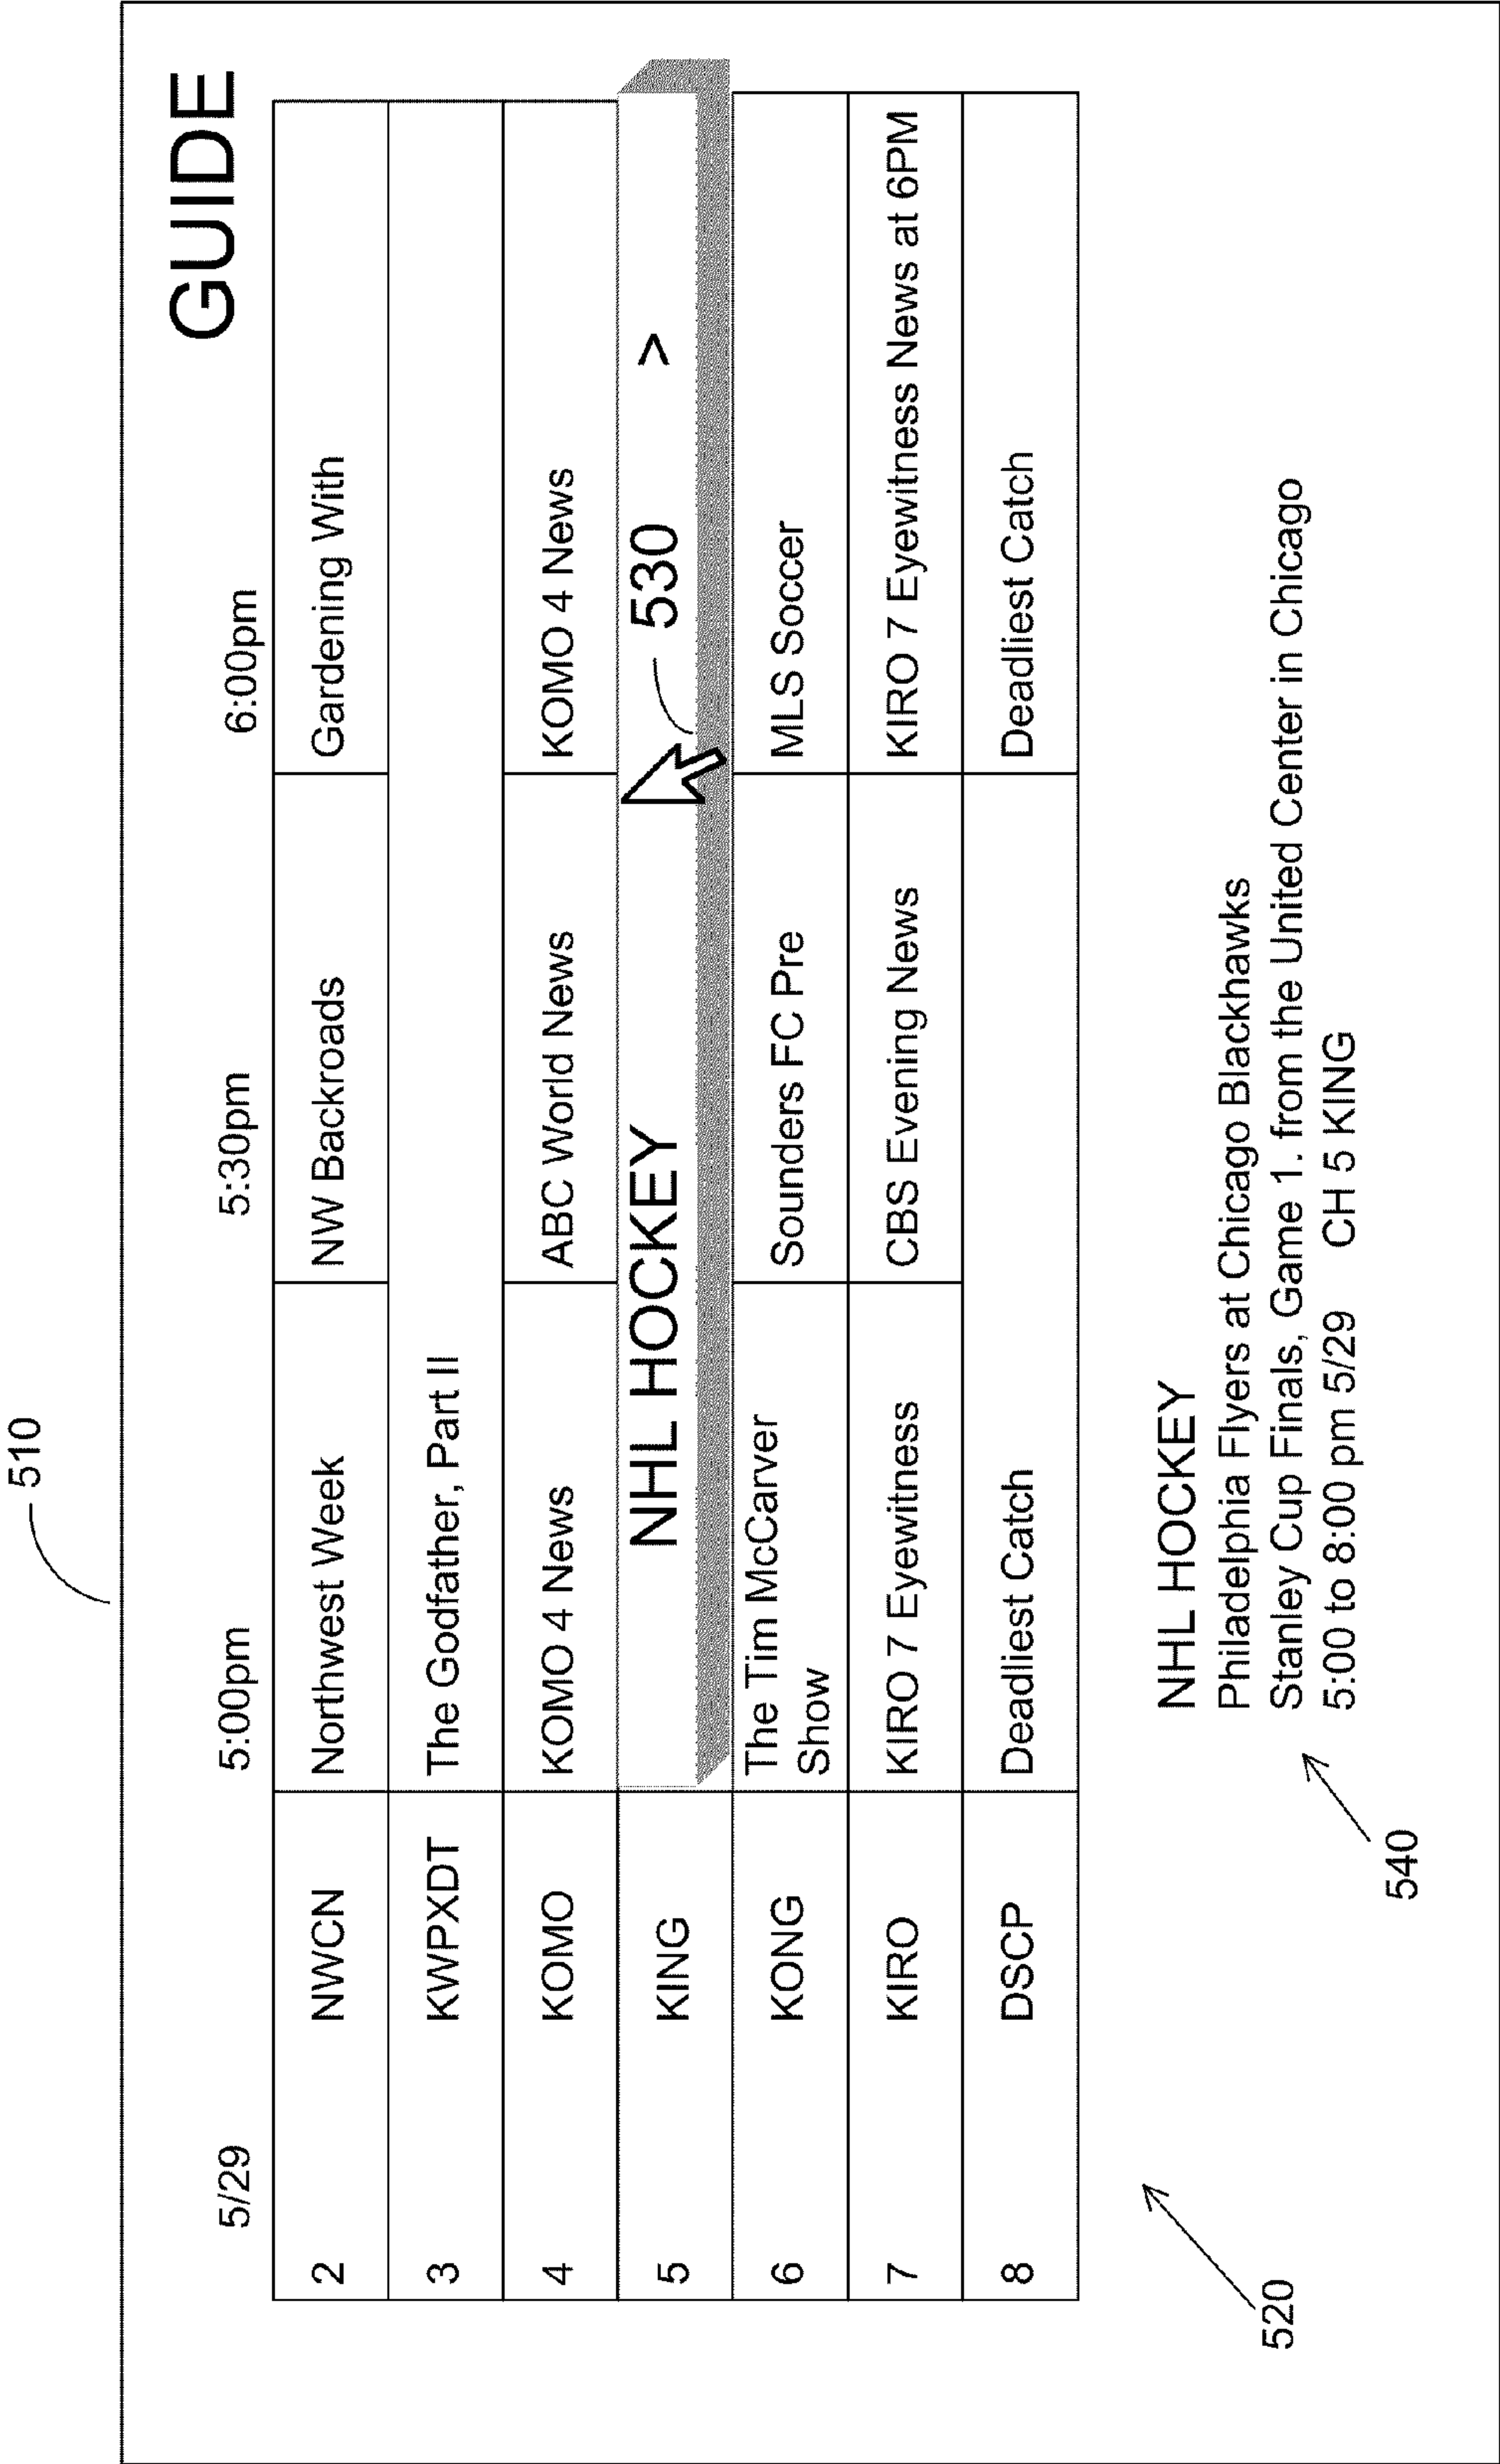 510
GUIDE
5/29 5:00pm 5:30pm 6:00pm
2 NWCN Northwest Week NW Backroads Gardening With
3 KWPXDT The Godfather, Part II
4 KOMO KOMO 4 News ABC World News KOMO 4 News
5 KING NHL HOCKEY 530 >
6 KONG The Tim McCarver Show Sounders FC Pre MLS Soccer
7 KIRO KIRO 7 Eyewitness CBS Evening News KIRO 7 Eyewitness News at 6PM
8 DSCP Deadliest Catch Deadliest Catch
520
NHL HOCKEY
Philadelphia Flyers at Chicago Blackhawks
Stanley Cup Finals, Game 1. from the United Center in Chicago
5:00 to 8:00 pm 5/29 CH 5 KING
540